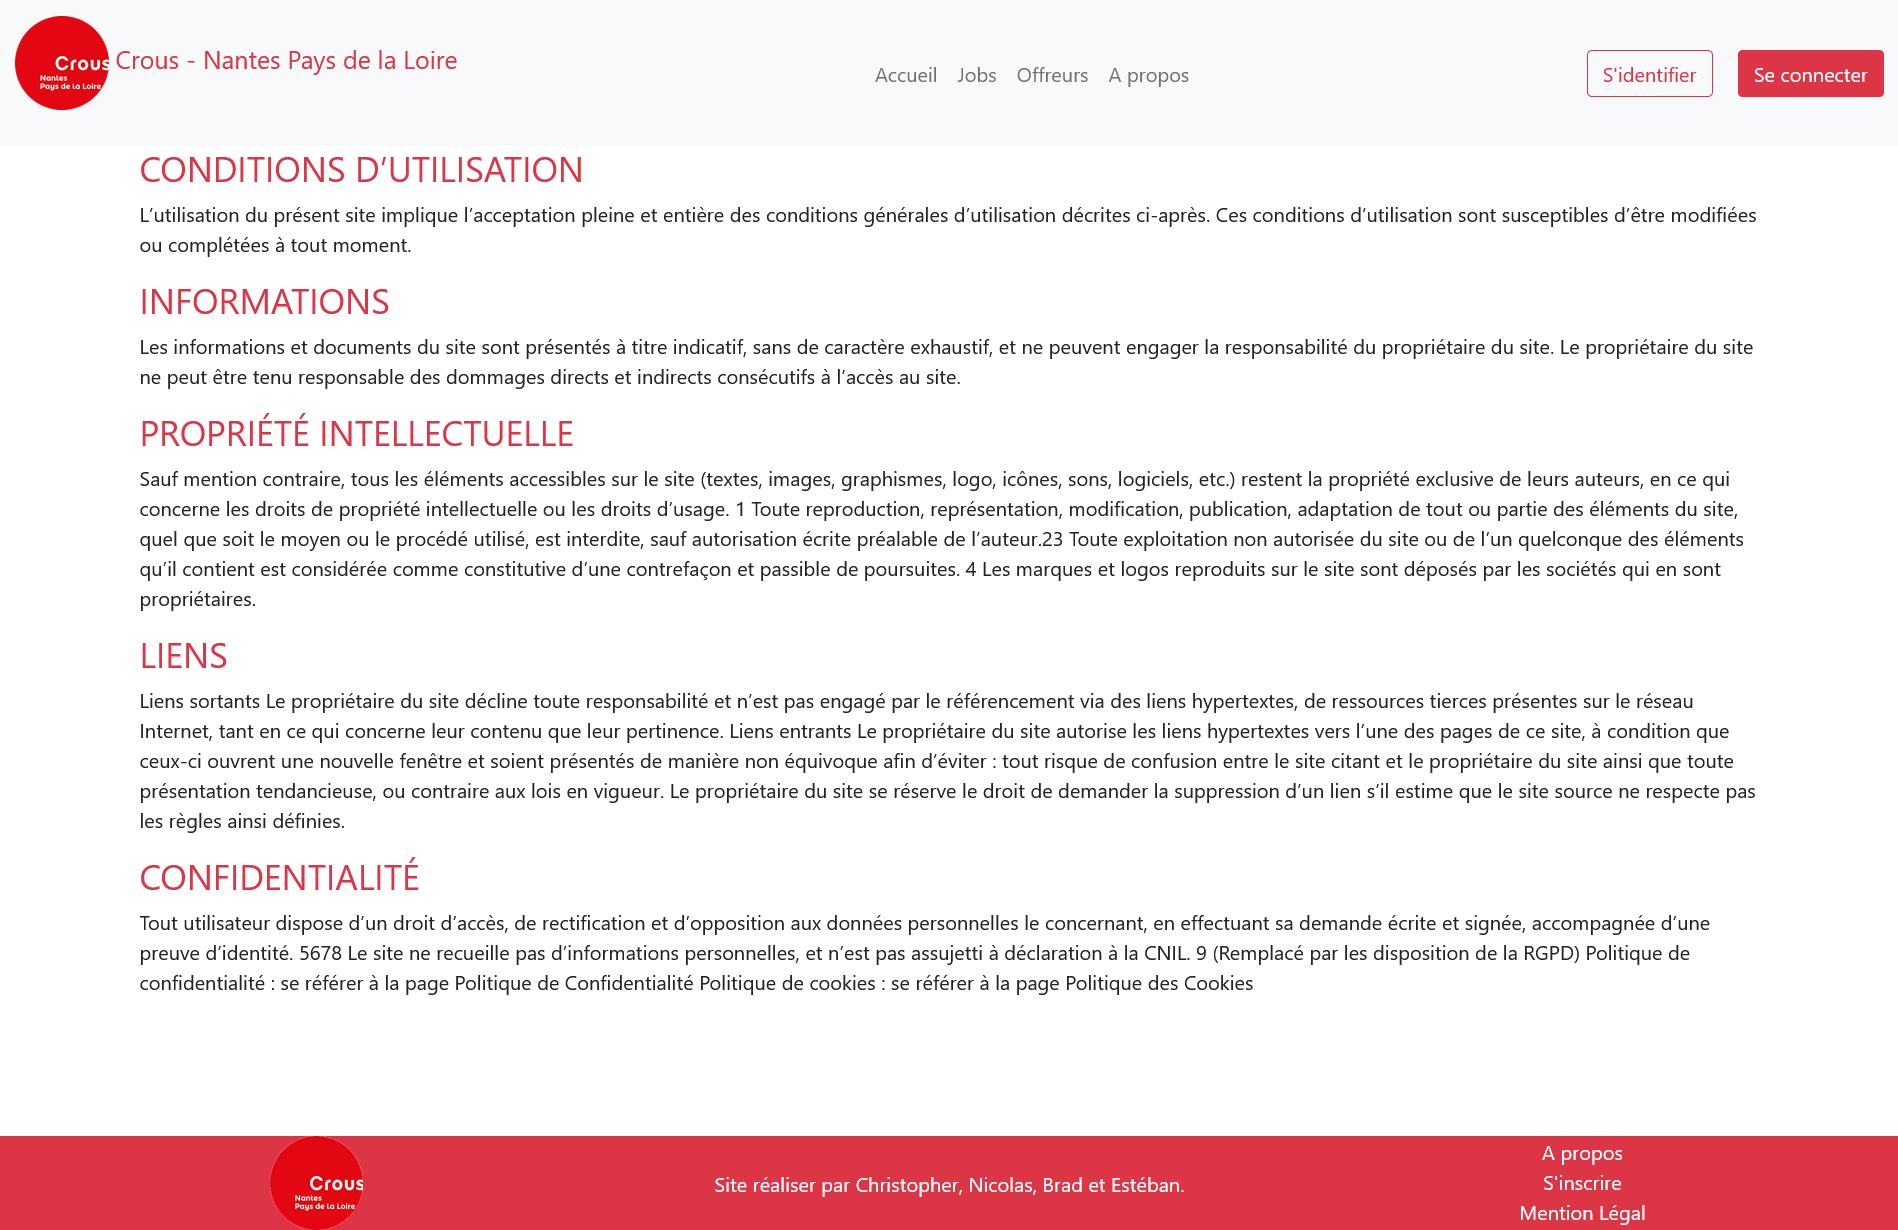 Crous
Nantes
Pays de la Loire
Crous - Nantes Pays de la Loire
Accueil Jobs Offreurs A propos
S'identifier Se connecter
CONDITIONS D’UTILISATION
L’utilisation du présent site implique l’acceptation pleine et entière des conditions générales d’utilisation décrites ci-après. Ces conditions d’utilisation sont susceptibles d’être modifiées
ou complétées à tout moment.
INFORMATIONS
Les informations et documents du site sont présentés à titre indicatif, sans de caractère exhaustif, et ne peuvent engager la responsabilité du propriétaire du site. Le propriétaire du site
ne peut être tenu responsable des dommages directs et indirects consécutifs à l’accès au site.
PROPRIÉTÉ INTELLECTUELLE
Sauf mention contraire, tous les éléments accessibles sur le site (textes, images, graphismes, logo, icônes, sons, logiciels, etc.) restent la propriété exclusive de leurs auteurs, en ce qui
concerne les droits de propriété intellectuelle ou les droits d’usage. 1 Toute reproduction, représentation, modification, publication, adaptation de tout ou partie des éléments du site,
quel que soit le moyen ou le procédé utilisé, est interdite, sauf autorisation écrite préalable de l’auteur.23 Toute exploitation non autorisée du site ou de l’un quelconque des éléments
qu’il contient est considérée comme constitutive d’une contrefaçon et passible de poursuites. 4 Les marques et logos reproduits sur le site sont déposés par les sociétés qui en sont
propriétaires.
LIENS
Liens sortants Le propriétaire du site décline toute responsabilité et n’est pas engagé par le référencement via des liens hypertextes, de ressources tierces présentes sur le réseau
Internet, tant en ce qui concerne leur contenu que leur pertinence. Liens entrants Le propriétaire du site autorise les liens hypertextes vers l’une des pages de ce site, à condition que
ceux-ci ouvrent une nouvelle fenêtre et soient présentés de manière non équivoque afin d’éviter : tout risque de confusion entre le site citant et le propriétaire du site ainsi que toute
présentation tendancieuse, ou contraire aux lois en vigueur. Le propriétaire du site se réserve le droit de demander la suppression d’un lien s’il estime que le site source ne respecte pas
les règles ainsi définies.
CONFIDENTIALITÉ
Tout utilisateur dispose d’un droit d’accès, de rectification et d’opposition aux données personnelles le concernant, en effectuant sa demande écrite et signée, accompagnée d’une
preuve d’identité. 5678 Le site ne recueille pas d’informations personnelles, et n’est pas assujetti à déclaration à la CNIL. 9 (Remplacé par les disposition de la RGPD) Politique de
confidentialité : se référer à la page Politique de Confidentialité Politique de cookies : se référer à la page Politique des Cookies
Crous
Nantes
Pays de la Loire
Site réaliser par Christopher, Nicolas, Brad et Estéban.
A propos
S'inscrire
Mention Légal